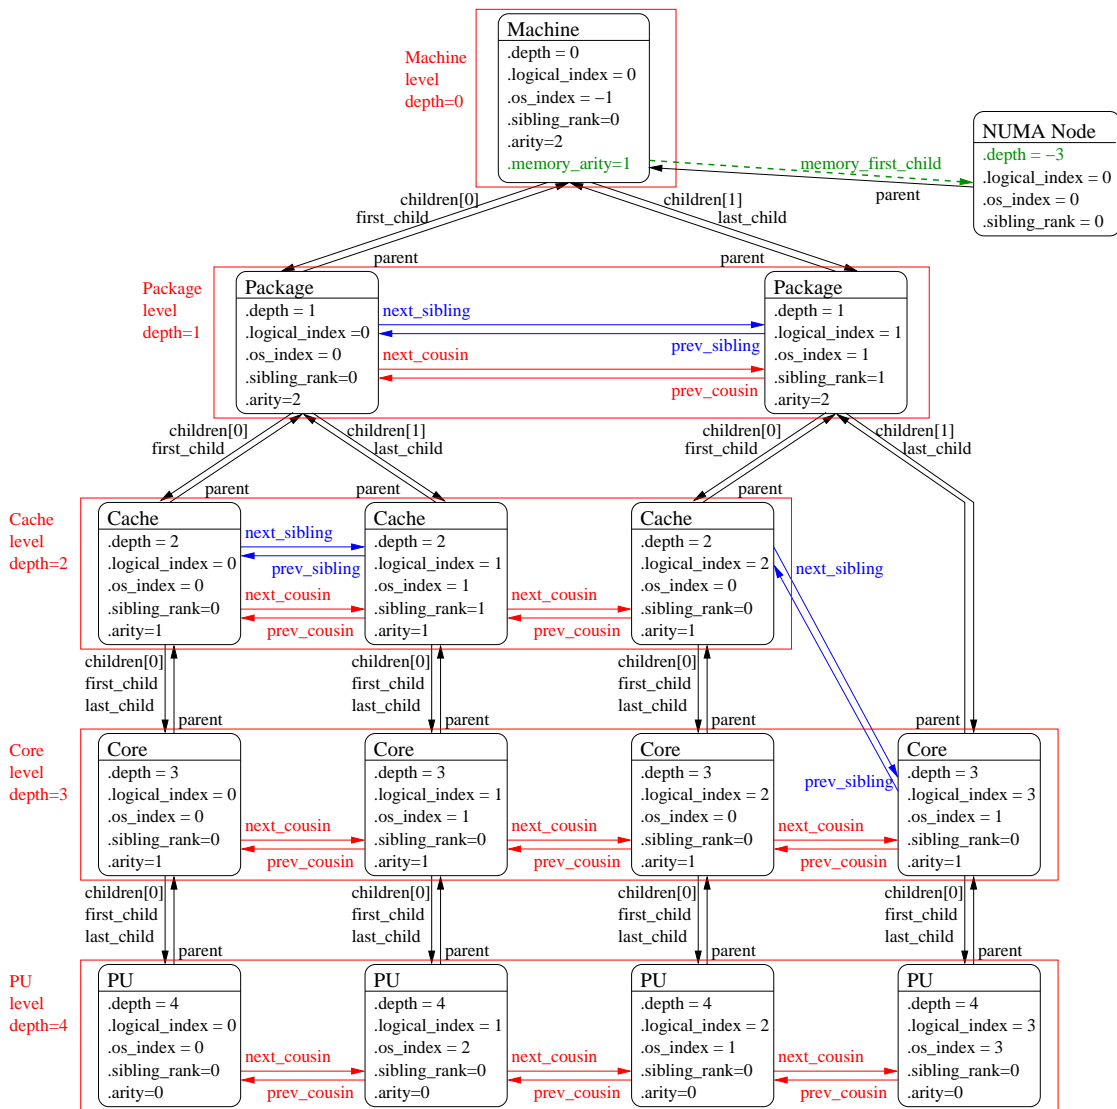 Machine
level
depth=0
Machine
.depth = 0
.logical_index = 0
.os_index = −1
.sibling_rank=0
.arity=2
.memory_arity=1
memory_first_child
parent
NUMA Node
.depth = −3
.logical_index = 0
.os_index = 0
.sibling_rank = 0
children[0]
first_child
parent
children[1]
last_child
parent
Package
level
depth=1
Package
.depth = 1
.logical_index =0
.os_index = 0
.sibling_rank=0
.arity=2
next_sibling
prev_sibling
next_cousin
prev_cousin
Package
.depth = 1
.logical_index = 1
.os_index = 1
.sibling_rank=1
.arity=2
children[0]
first_child
parent
children[1]
last_child
parent
children[0]
first_child
parent
children[1]
last_child
Cache
level
depth=2
Cache
.depth = 2
.logical_index = 0
.os_index = 0
.sibling_rank=0
.arity=1
next_sibling
prev_sibling
next_cousin
prev_cousin
Cache
.depth = 2
.logical_index = 1
.os_index = 1
.sibling_rank=1
.arity=1
next_cousin
prev_cousin
Cache
.depth = 2
.logical_index = 2
.os_index = 0
.sibling_rank=0
.arity=1
next_sibling
prev_sibling
children[0]
first_child
last_child
parent
children[0]
first_child
last_child
parent
children[0]
first_child
last_child
parent
parent
Core
level
depth=3
Core
.depth = 3
.logical_index = 0
.os_index = 0
.sibling_rank=0
.arity=1
next_cousin
prev_cousin
Core
.depth = 3
.logical_index = 1
.os_index = 1
.sibling_rank=0
.arity=1
next_cousin
prev_cousin
Core
.depth = 3
.logical_index = 2
.os_index = 0
.sibling_rank=0
.arity=1
next_cousin
prev_cousin
Core
.depth = 3
.logical_index = 3
.os_index = 1
.sibling_rank=0
.arity=1
children[0]
first_child
last_child
parent
children[0]
first_child
last_child
parent
children[0]
first_child
last_child
parent
children[0]
first_child
last_child
parent
PU
level
depth=4
PU
.depth = 4
.logical_index = 0
.os_index = 0
.sibling_rank=0
.arity=0
next_cousin
prev_cousin
PU
.depth = 4
.logical_index = 1
.os_index = 2
.sibling_rank=0
.arity=0
next_cousin
prev_cousin
PU
.depth = 4
.logical_index = 2
.os_index = 1
.sibling_rank=0
.arity=0
next_cousin
prev_cousin
PU
.depth = 4
.logical_index = 3
.os_index = 3
.sibling_rank=0
.arity=0